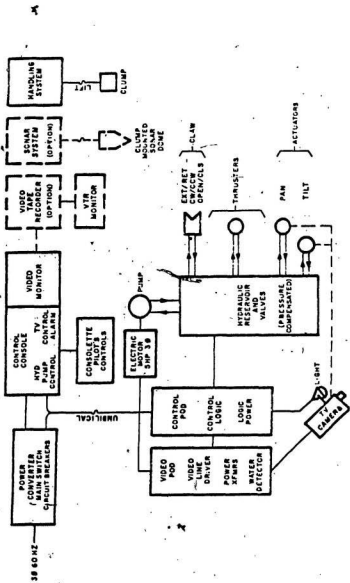 HANDLING
SYSTEM
LIFT
CLUMP
SONAR
SYSTEM
(OPTION)
CLUMP
MOUNTED
SONAR
DOME
VIDEO
TAPE
RECORDER
(OPTION)
VTR
MONITOR
VIDEO
MONITOR
CONTROL
CONSOLE
HYD TV
PUMP CONTROL
CONTROL ALARM
CONSOLETTE
PILOT'S
CONTROLS
POWER
CONVERTER
MAIN SWITCH
CIRCUIT BREAKERS
3Ø 60 HZ
UMBILICAL
ELECTRIC
MOTOR
5HP 3Ø
PUMP
EXT/RET
CW/CCW
OPEN/CLS
CLAW
THRUSTERS
PAN
TILT
ACTUATORS
HYDRAULIC
RESERVOIR
AND
VALVES
(PRESSURE
COMPENSATED)
CONTROL
POD
CONTROL
LOGIC
LOGIC
POWER
VIDEO
POD
VIDEO
LINE
DRIVER
POWER
XFMRS
WATER
DETECTOR
LIGHT
TV
CAMERA